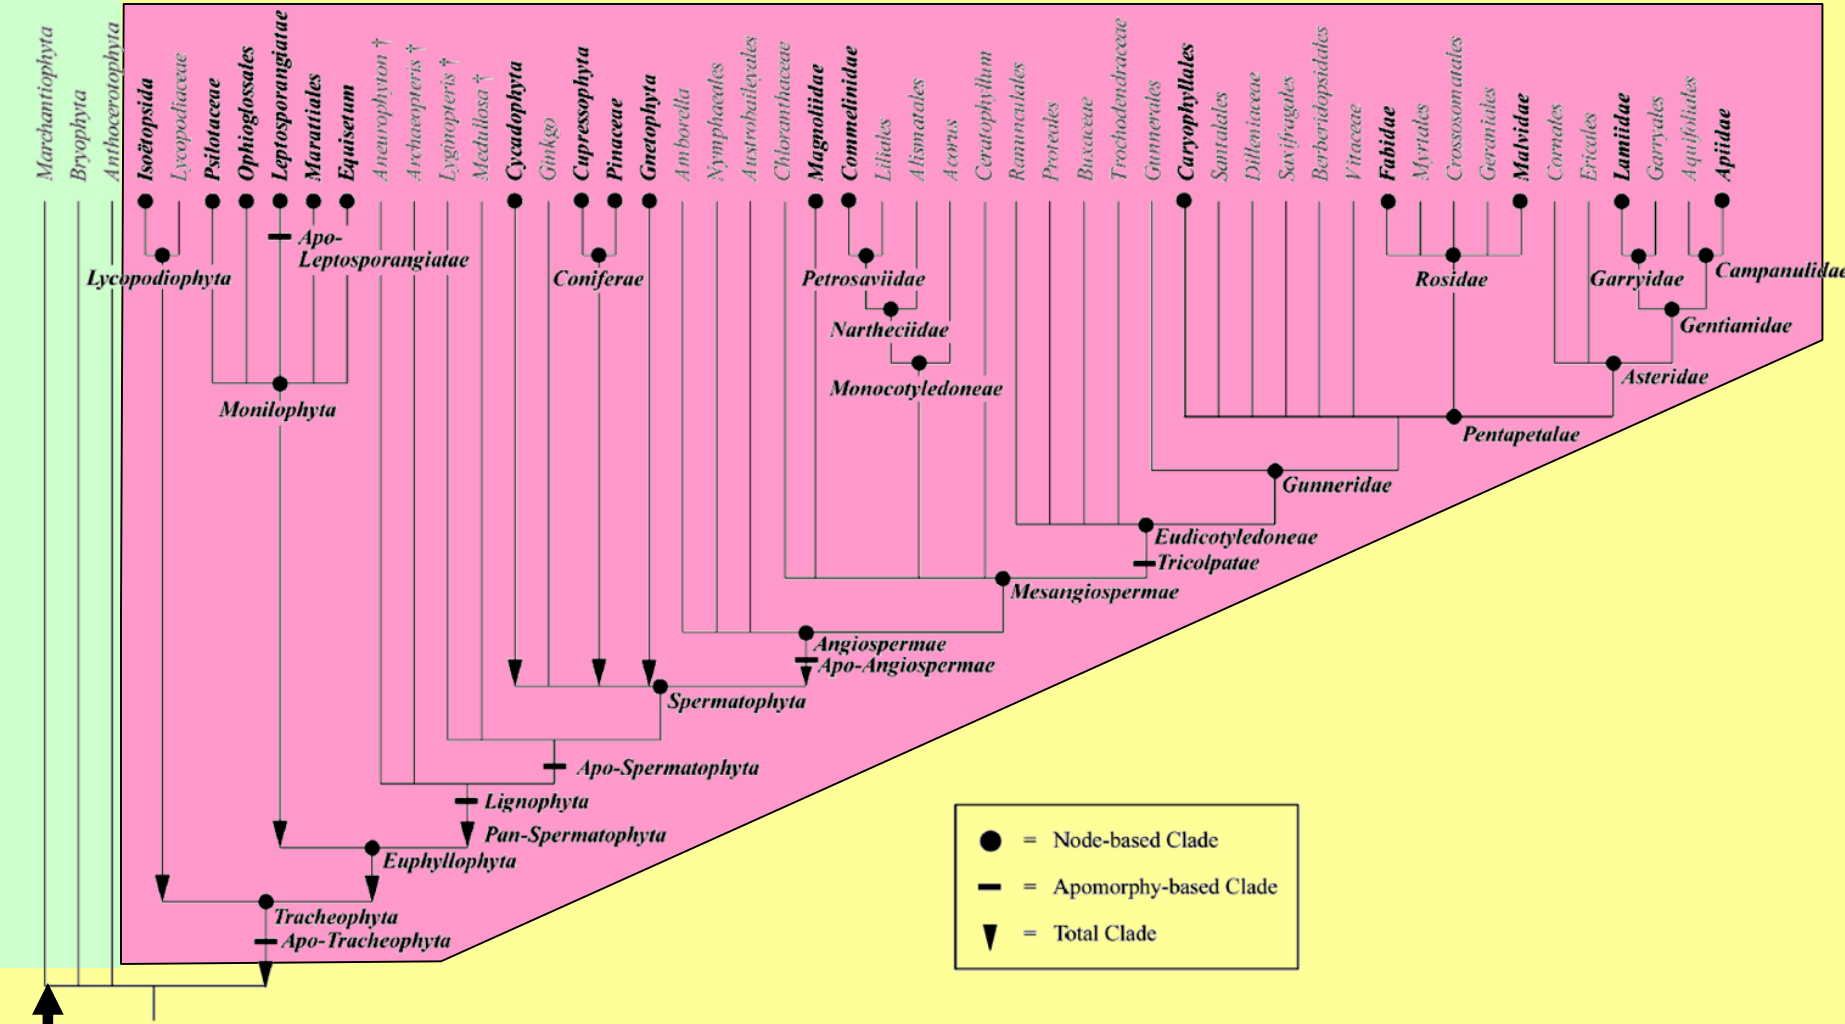 Marchantiophyta
Bryophyta
Anthocerotophyta
Isoëtopsida
Lycopodiaceae
Psilotaceae
Ophioglossales
Leptosporangiatae
Marattiales
Equisetum
Aneurophyton †
Archaeopteris †
Lyginopteris †
Medullosa †
Cycadophyta
Ginkgo
Cupressophyta
Pinaceae
Gnetophyta
Amborella
Nymphaeales
Austrobaileyales
Chloranthaceae
Magnoliidae
Commelinidae
Liliales
Alismatales
Acorus
Ceratophyllum
Ranunculales
Proteales
Buxaceae
Trochodendraceae
Gunnerales
Caryophyllales
Santalales
Dilleniaceae
Saxifragales
Berberidopsidales
Vitaceae
Fabidae
Myrtales
Crossosomatales
Geraniales
Malvidae
Cornales
Ericales
Lamiidae
Garryales
Aquifoliales
Apiidae
Apo-
Leptosporangiatae
Lycopodiophyta
Coniferae
Petrosaviidae
Rosidae
Garryidae
Campanulidae
Nartheciidae
Gentianidae
Monocotyledoneae
Asteridae
Monilophyta
Pentapetalae
Gunneridae
Eudicotyledoneae
Tricolpatae
Mesangiospermae
Angiospermae
Apo-Angiospermae
Spermatophyta
Apo-Spermatophyta
Lignophyta
Pan-Spermatophyta
Euphyllophyta
Tracheophyta
Apo-Tracheophyta
= Node-based Clade
= Apomorphy-based Clade
= Total Clade